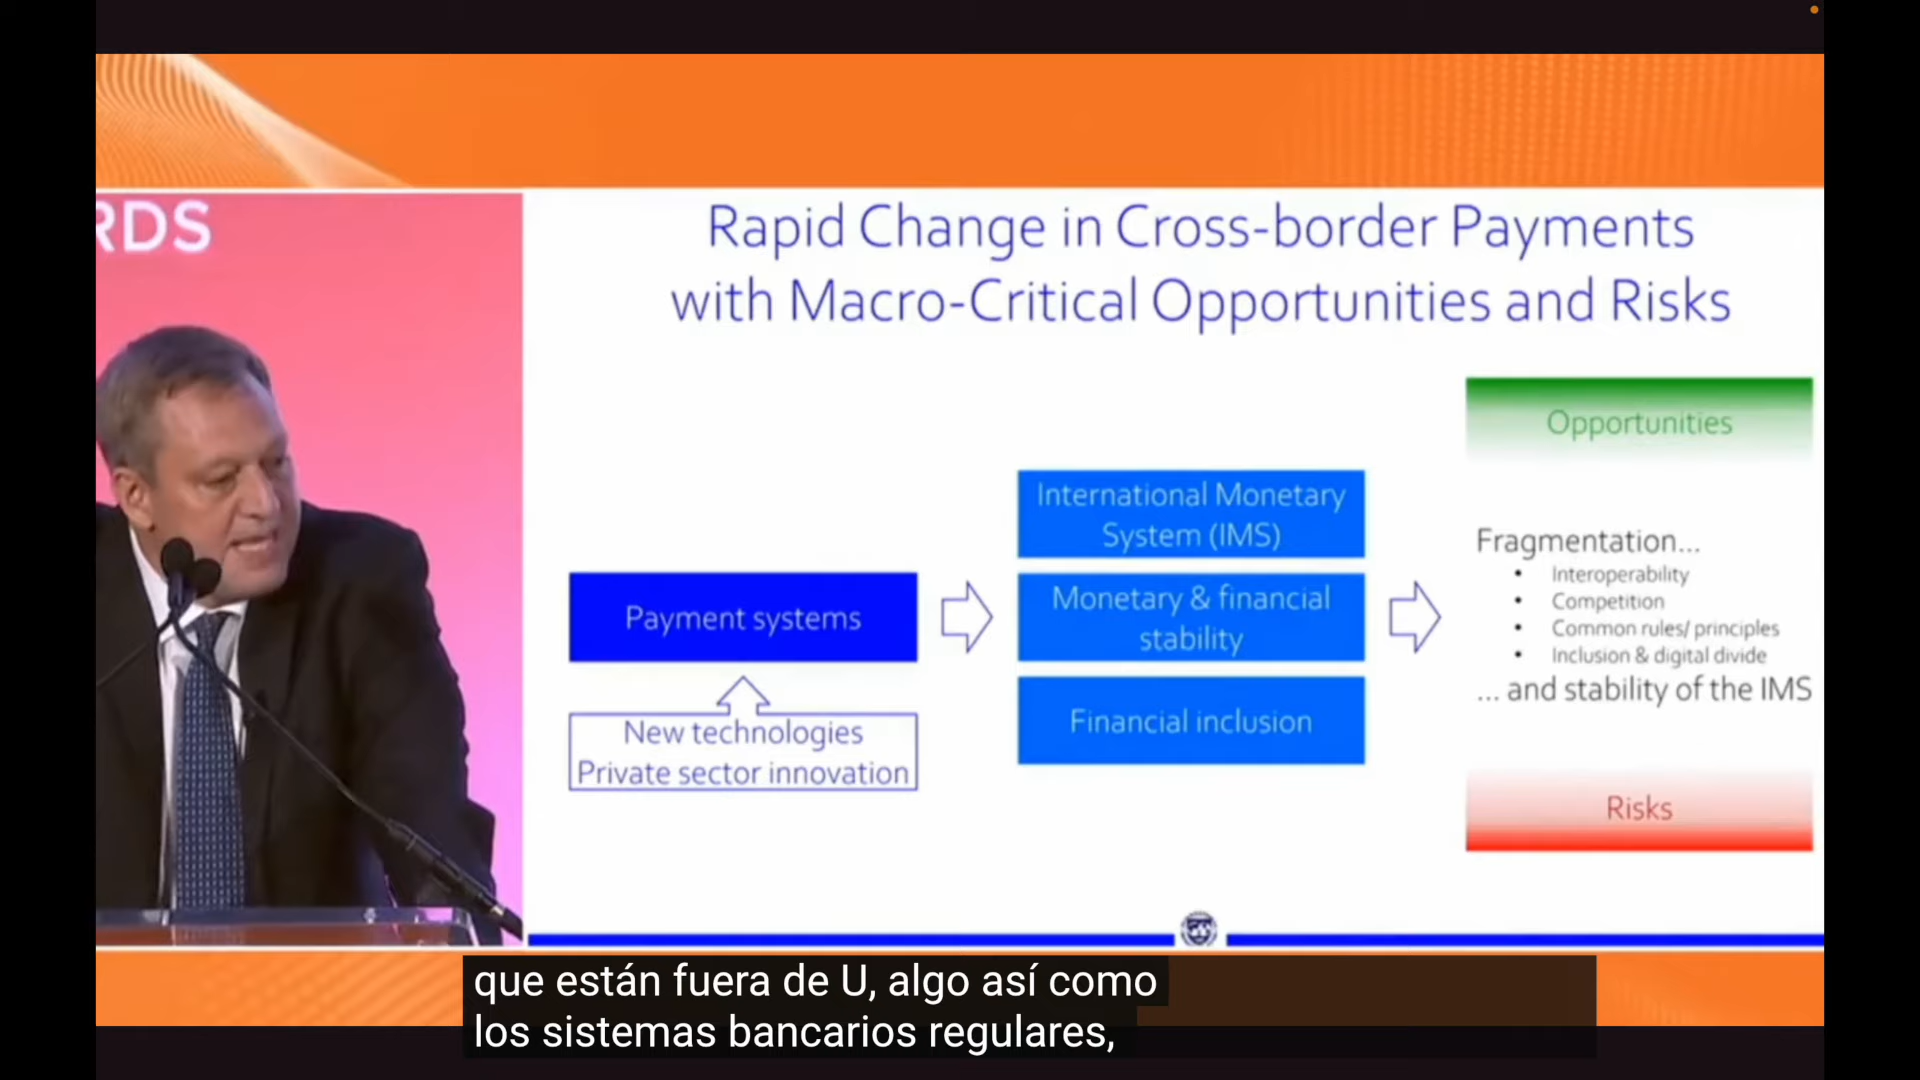 RDS
Rapid Change in Cross-border Payments
with Macro-Critical Opportunities and Risks
Payment systems
New technologies
Private sector innovation
International Monetary
System (IMS)
Monetary & financial
stability
Financial inclusion
Opportunities
Fragmentation...
• Interoperability
• Competition
• Common rules/ principles
• Inclusion & digital divide
... and stability of the IMS
Risks
que están fuera de U, algo así como
los sistemas bancarios regulares,